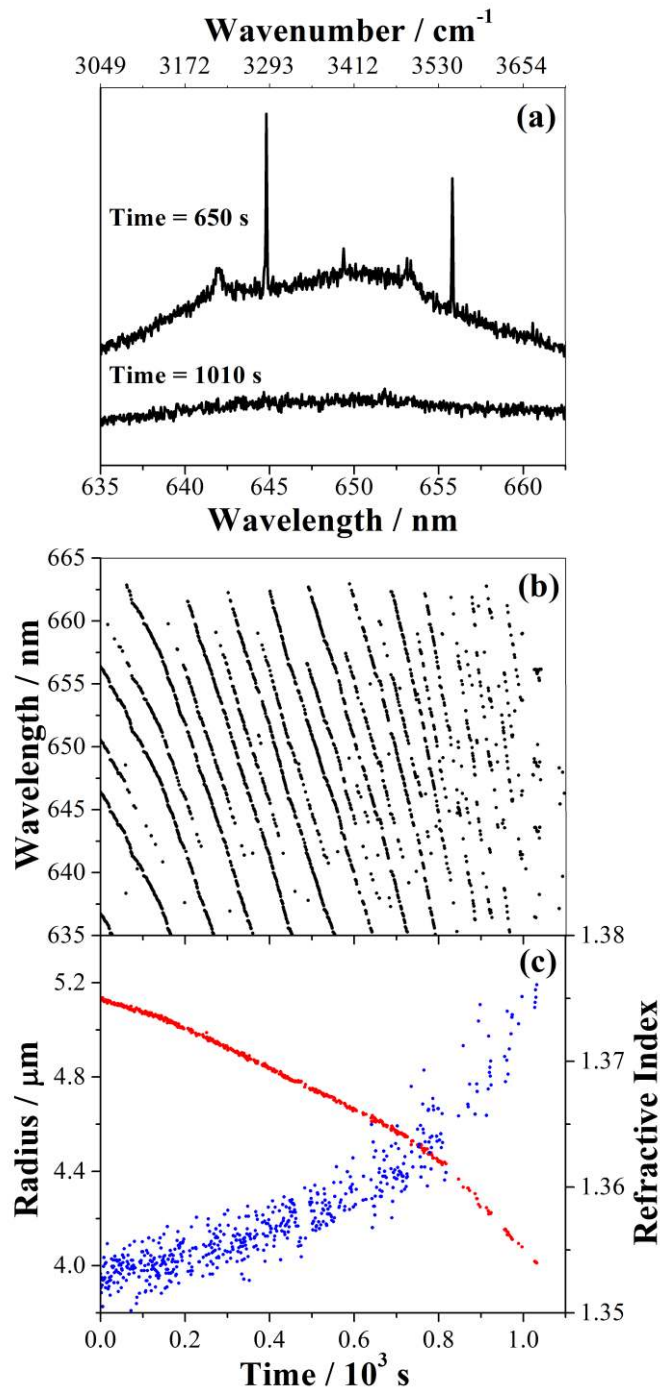 Wavenumber / cm-1
3049 3172 3293 3412 3530 3654
(a)
Time = 650 s
Time = 1010 s
635 640 645 650 655 660
Wavelength / nm
665
(b)
660
655
650
645
640
635
Wavelength / nm
1.38
(c)
5.2
4.8
4.4
4.0
Radius / μm
1.37
1.36
1.35
Refractive Index
0.0 0.2 0.4 0.6 0.8 1.0
Time / 10³ s